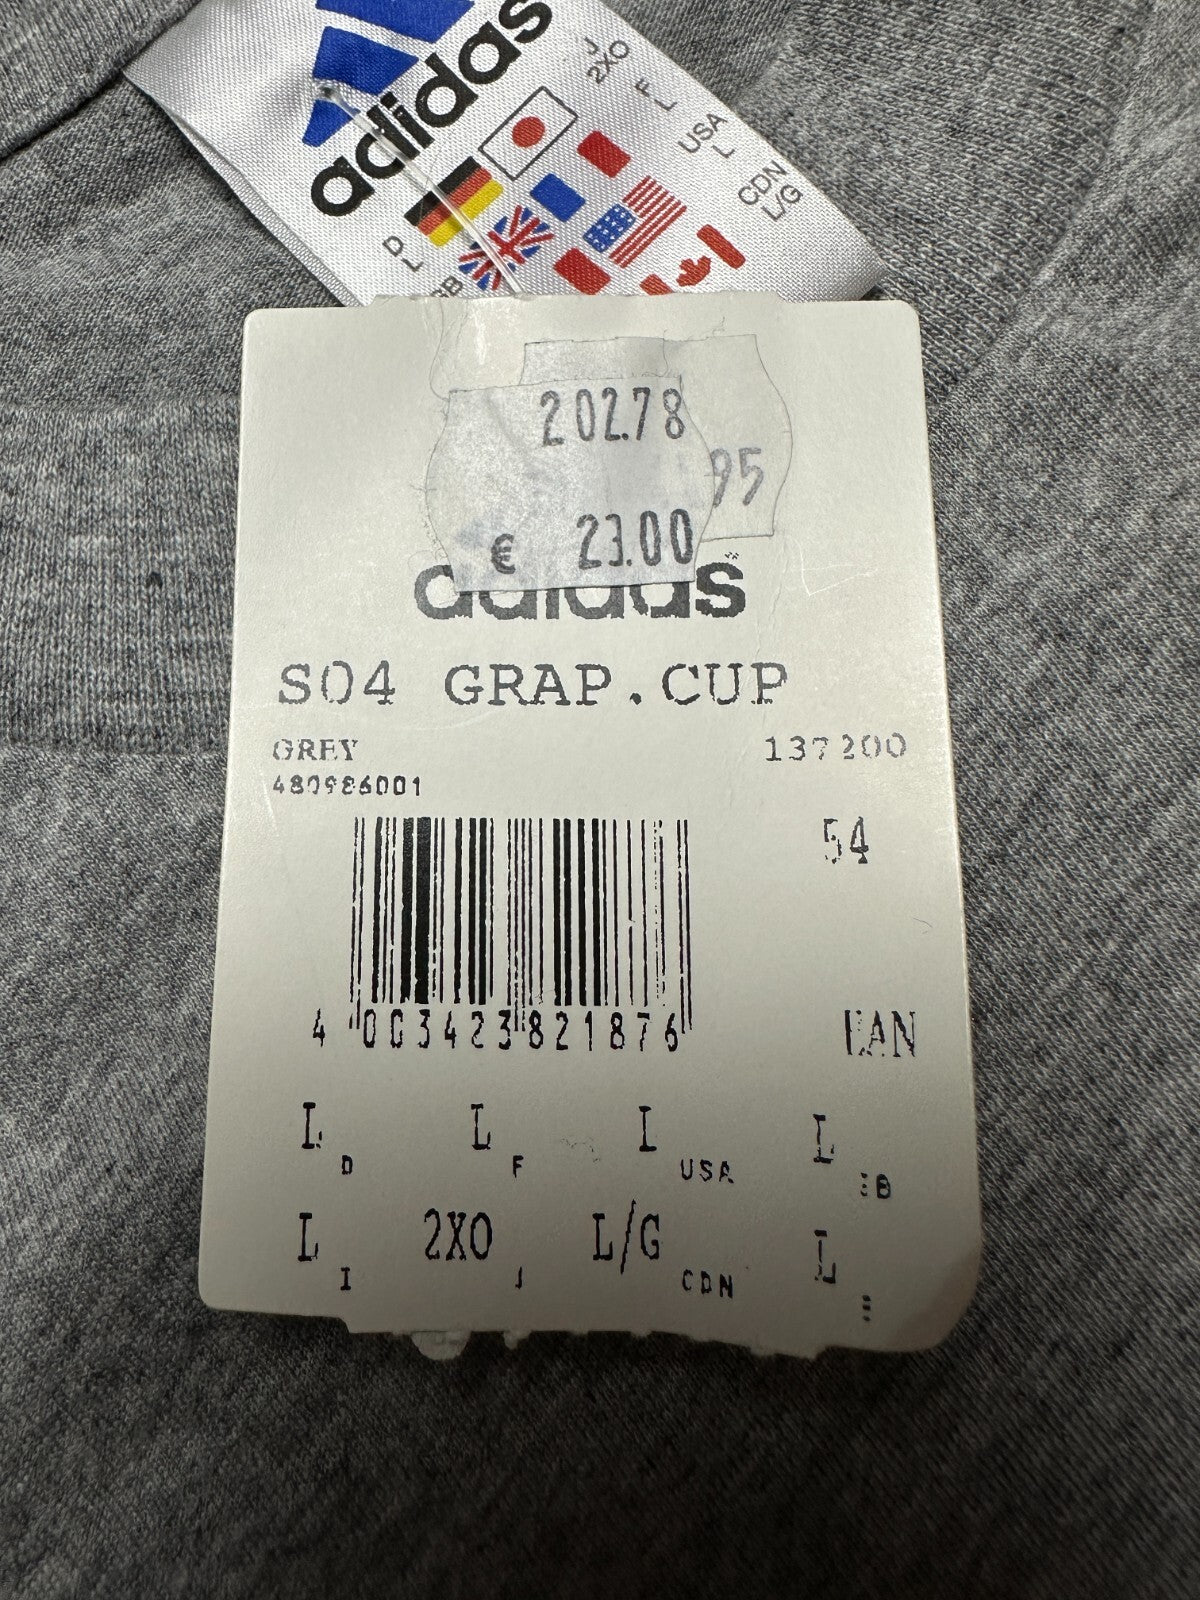 adidas
J
2XO
F
L
USA
L
CDN
L/G
D
L
GB
202.78
95
€ 23.00
adidas
S04 GRAP.CUP
GREY 137200
480986001
54
4 003423 821876
EAN
L D L F L USA L GB
L I 2XO J L/G CDN L E